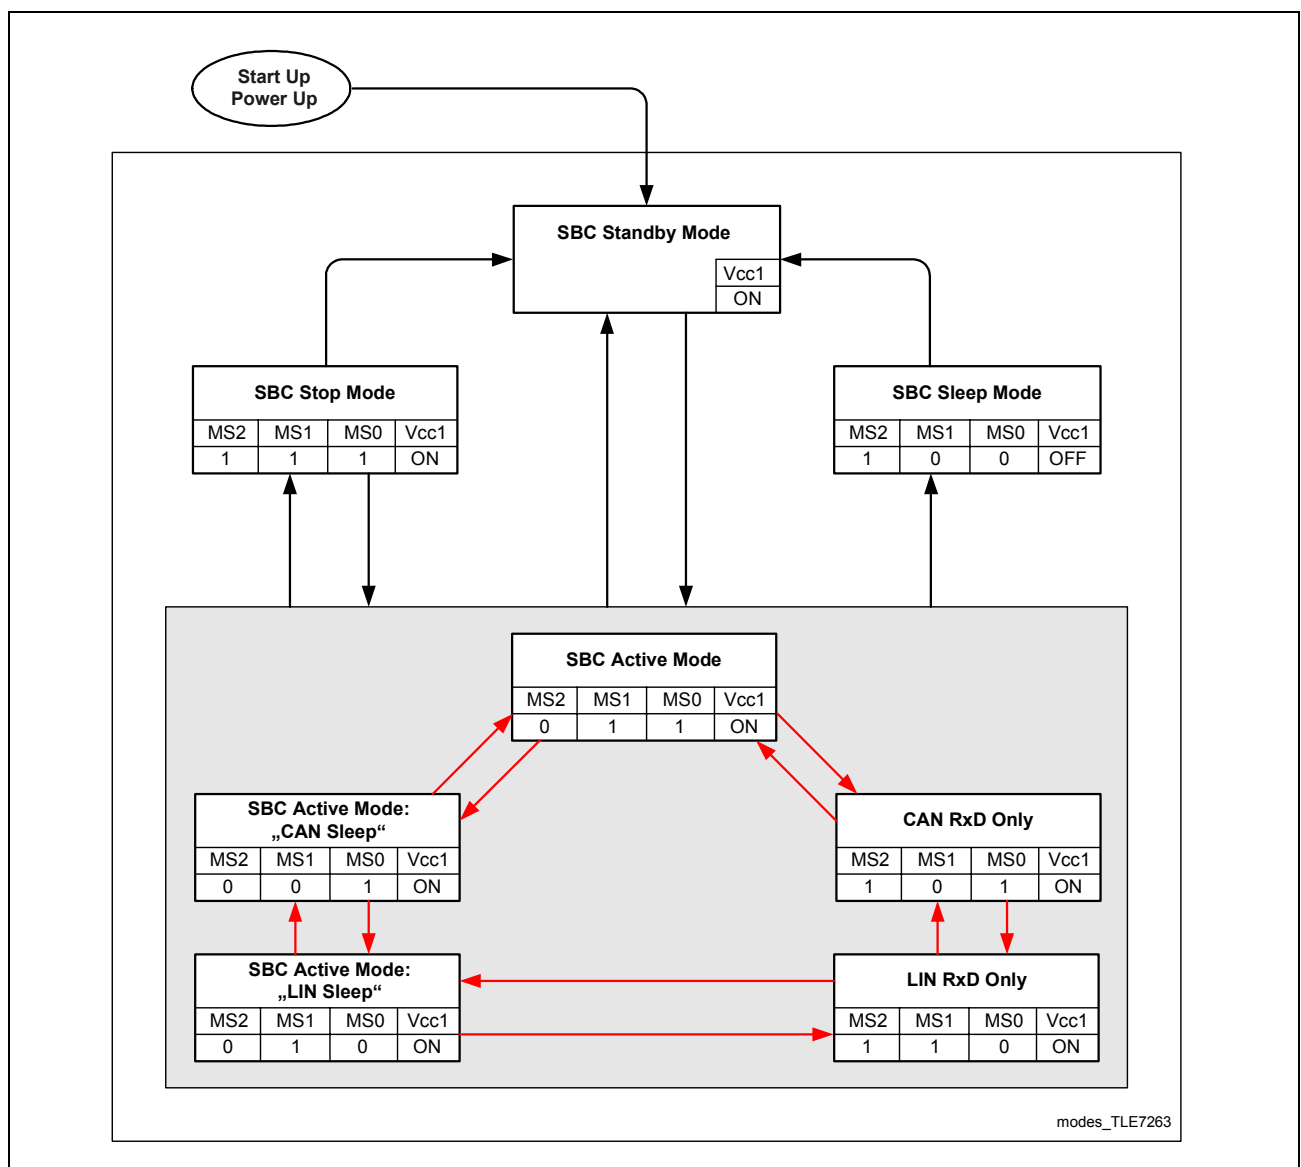 Start Up
Power Up
SBC Standby Mode
Vcc1
ON
SBC Stop Mode
MS2 MS1 MS0 Vcc1
1 1 1 ON
SBC Sleep Mode
MS2 MS1 MS0 Vcc1
1 0 0 OFF
SBC Active Mode
MS2 MS1 MS0 Vcc1
0 1 1 ON
SBC Active Mode:
„CAN Sleep“
MS2 MS1 MS0 Vcc1
0 0 1 ON
CAN RxD Only
MS2 MS1 MS0 Vcc1
1 0 1 ON
SBC Active Mode:
„LIN Sleep“
MS2 MS1 MS0 Vcc1
0 1 0 ON
LIN RxD Only
MS2 MS1 MS0 Vcc1
1 1 0 ON
modes_TLE7263